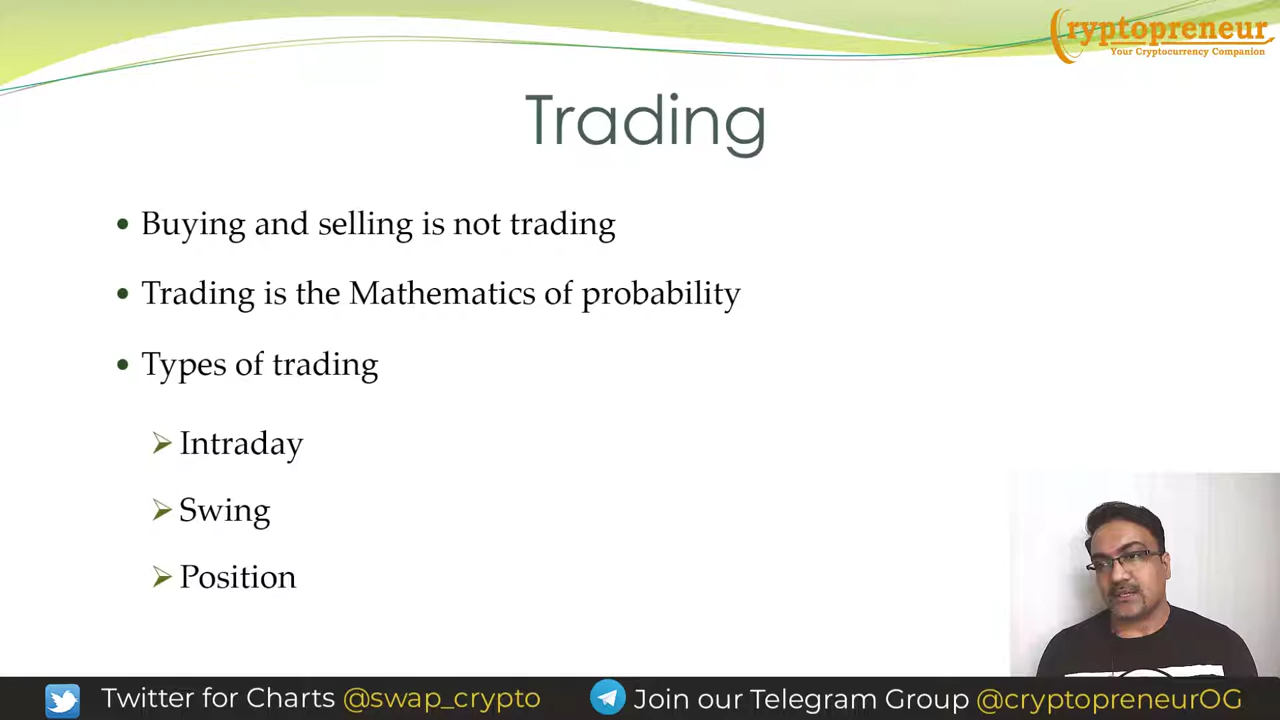 Cryptopreneur
Your Cryptocurrency Companion
Trading
• Buying and selling is not trading
• Trading is the Mathematics of probability
• Types of trading
➢ Intraday
➢ Swing
➢ Position
Twitter for Charts @swap_crypto
Join our Telegram Group @cryptopreneurOG